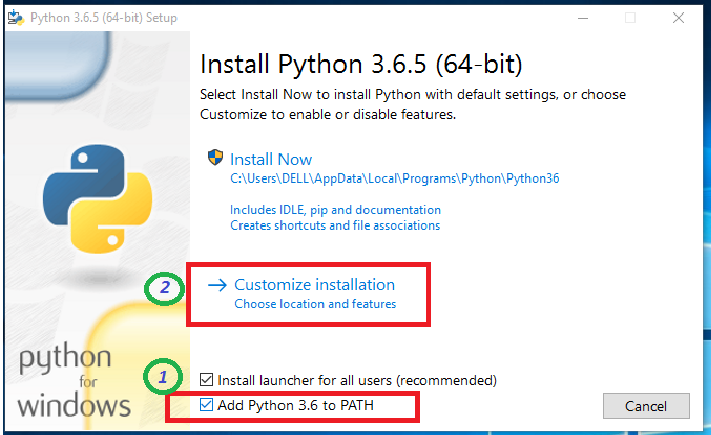 Python 3.6.5 (64-bit) Setup
Install Python 3.6.5 (64-bit)
Select Install Now to install Python with default settings, or choose
Customize to enable or disable features.
Install Now
C:\Users\DELL\AppData\Local\Programs\Python\Python36
Includes IDLE, pip and documentation
Creates shortcuts and file associations
2
Customize installation
Choose location and features
python
for
windows
1
Install launcher for all users (recommended)
Add Python 3.6 to PATH
Cancel